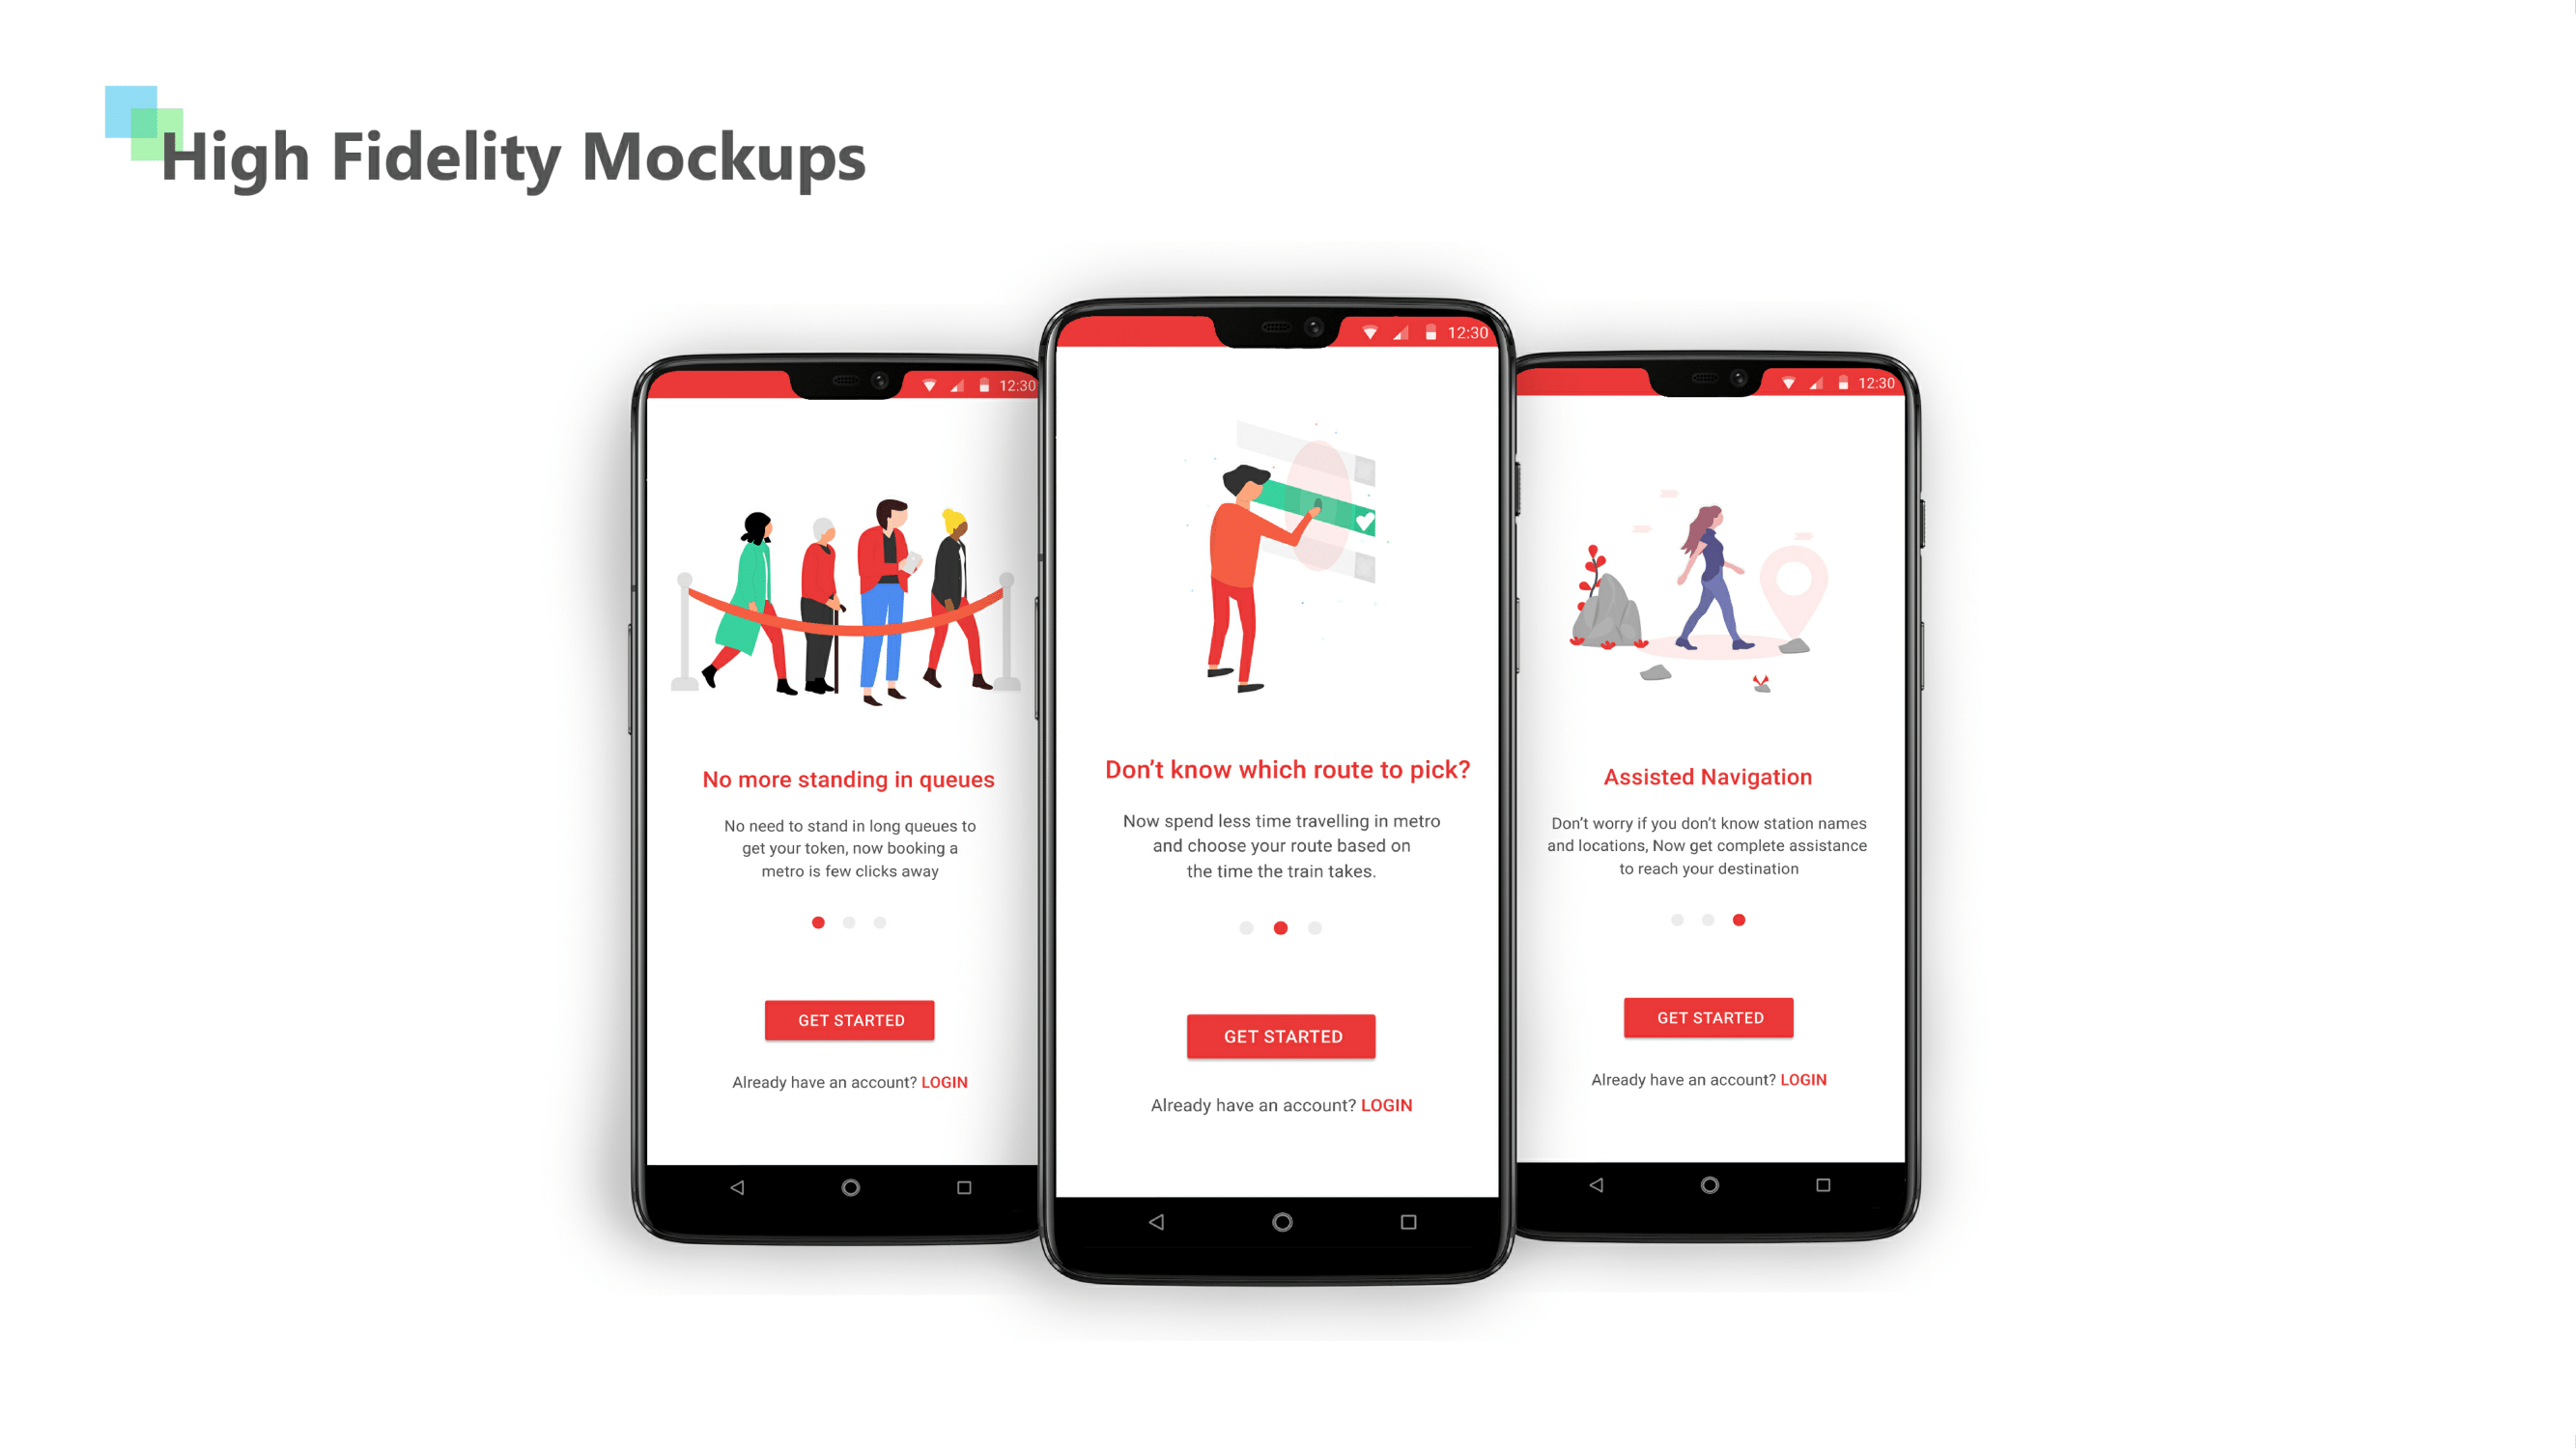 High Fidelity Mockups
12:30
No more standing in queues
No need to stand in long queues to
get your token, now booking a
metro is few clicks away
GET STARTED
Already have an account? LOGIN
12:30
Don't know which route to pick?
Now spend less time travelling in metro
and choose your route based on
the time the train takes.
GET STARTED
Already have an account? LOGIN
12:30
Assisted Navigation
Don't worry if you don't know station names
and locations, Now get complete assistance
to reach your destination
GET STARTED
Already have an account? LOGIN